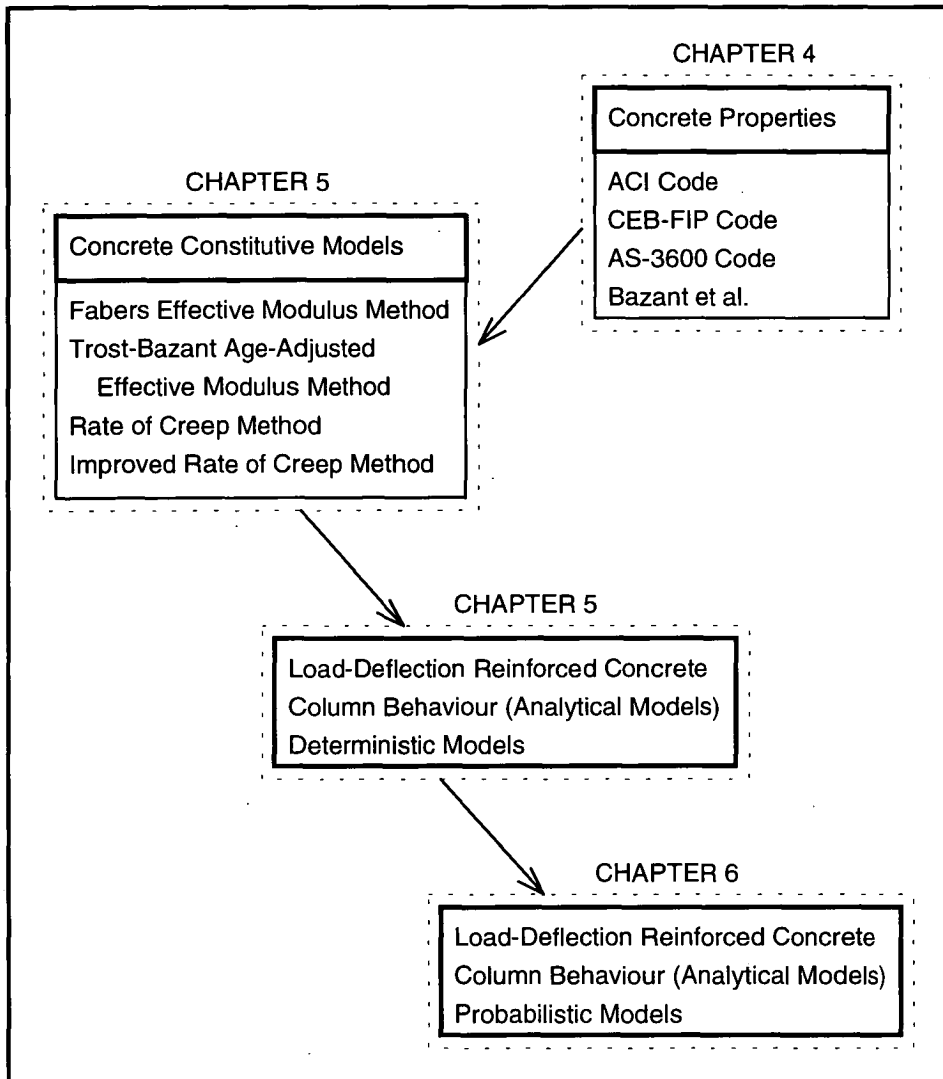 CHAPTER 4
Concrete Properties
ACI Code
CEB-FIP Code
AS-3600 Code
Bazant et al.
CHAPTER 5
Concrete Constitutive Models
Fabers Effective Modulus Method
Trost-Bazant Age-Adjusted
Effective Modulus Method
Rate of Creep Method
Improved Rate of Creep Method
CHAPTER 5
Load-Deflection Reinforced Concrete
Column Behaviour (Analytical Models)
Deterministic Models
CHAPTER 6
Load-Deflection Reinforced Concrete
Column Behaviour (Analytical Models)
Probabilistic Models